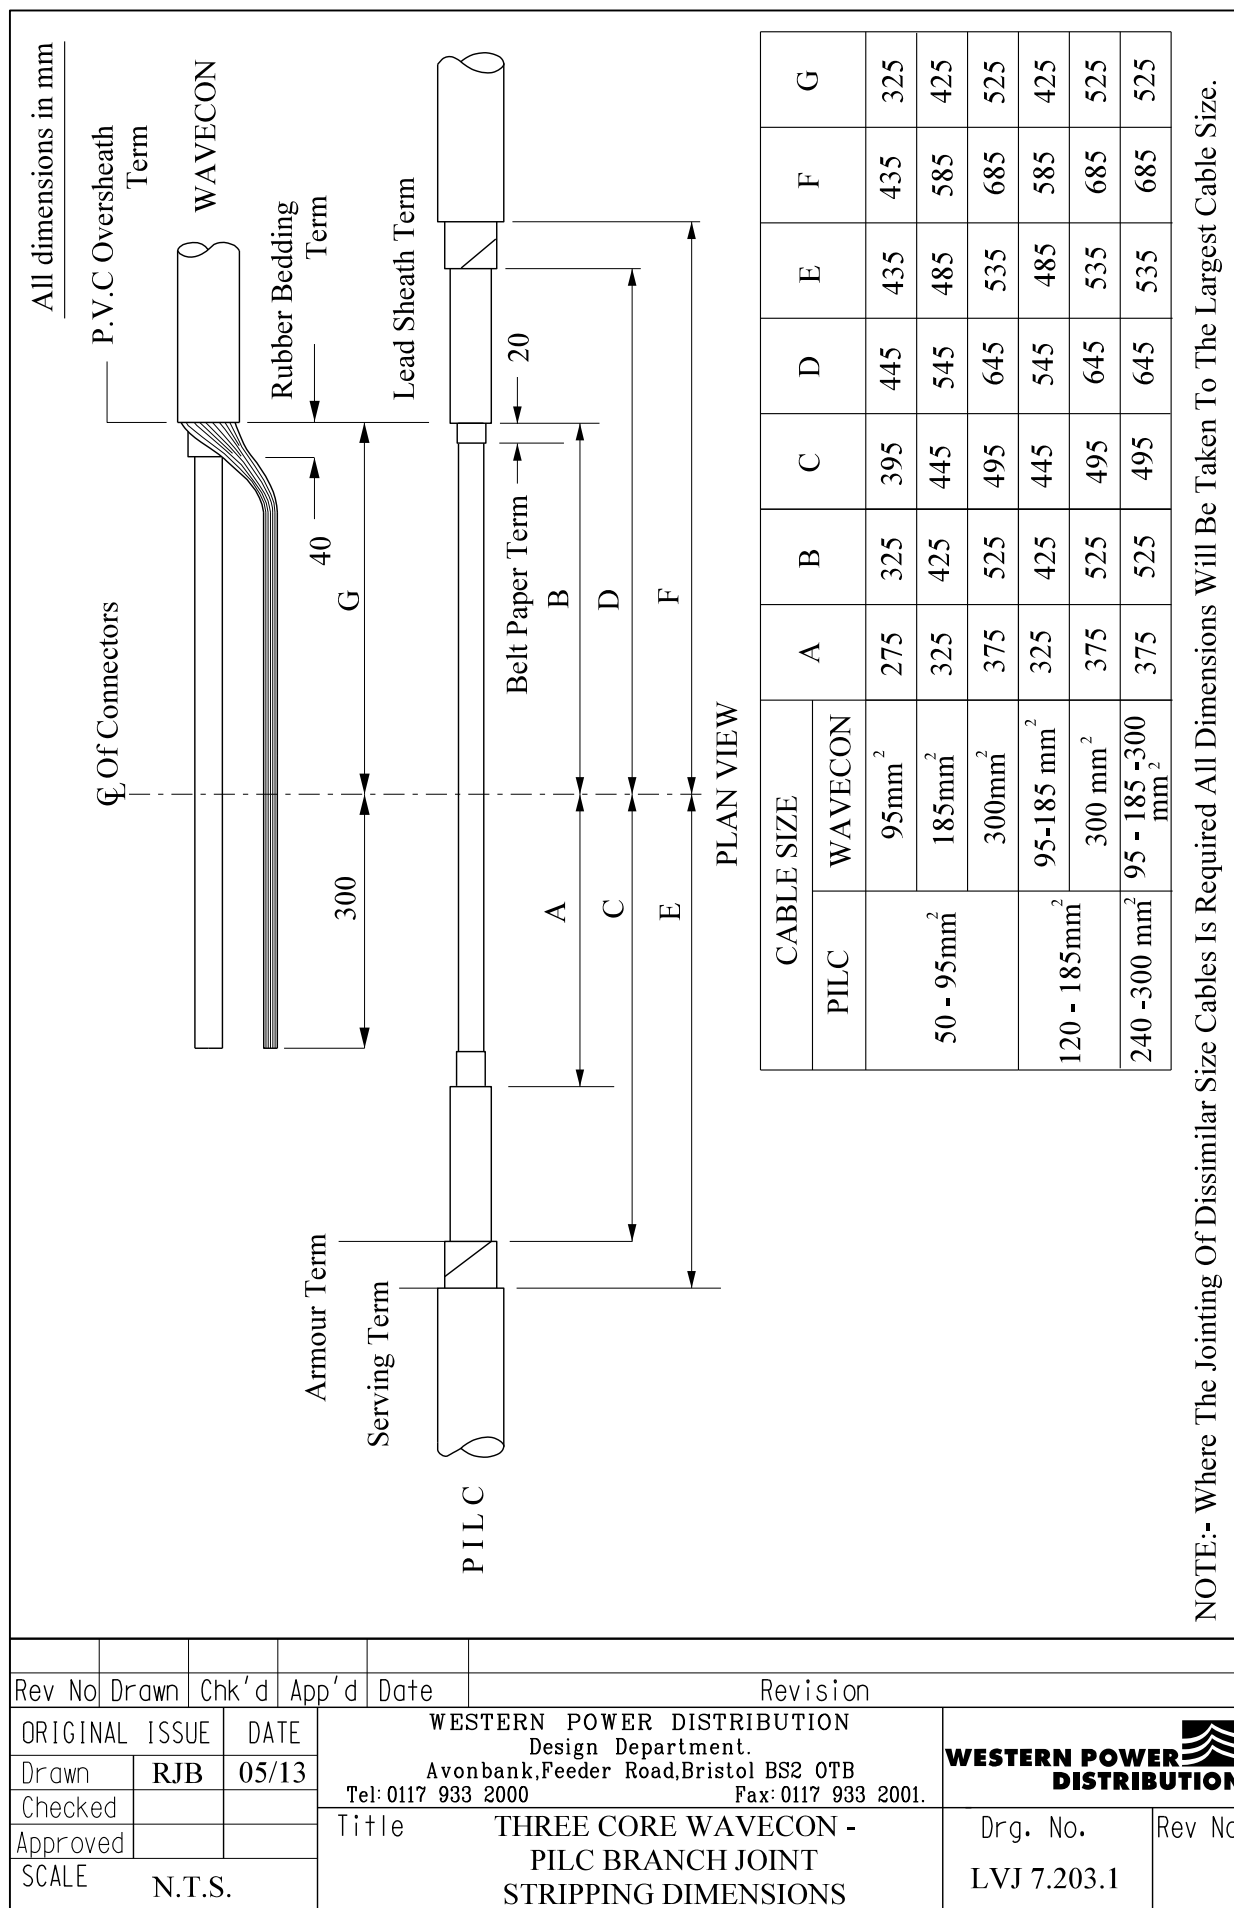 All dimensions in mm
P.V.C Oversheath
Term
WAVECON
Rubber Bedding
Term
Lead Sheath Term
℄ Of Connectors
40
G
300
20
Belt Paper Term
B
D
F
A
C
E
Armour Term
Serving Term
P I L C
PLAN VIEW
CABLE SIZE A B C D E F G
PILC WAVECON
50 - 95mm² 95mm² 275 325 395 445 435 435 325
185mm² 325 425 445 545 485 585 425
300mm² 375 525 495 645 535 685 525
120 - 185mm² 95-185 mm² 325 425 445 545 485 585 425
300 mm² 375 525 495 645 535 685 525
240 -300 mm² 95 - 185 -300 mm² 375 525 495 645 535 685 525
NOTE:- Where The Jointing Of Dissimilar Size Cables Is Required All Dimensions Will Be Taken To The Largest Cable Size.
Rev No Drawn Chk'd App'd Date Revision
ORIGINAL ISSUE DATE
Drawn RJB 05/13
Checked
Approved
SCALE N.T.S.
WESTERN POWER DISTRIBUTION
Design Department.
Avonbank,Feeder Road,Bristol BS2 0TB
Tel: 0117 933 2000 Fax: 0117 933 2001.
Title THREE CORE WAVECON -
PILC BRANCH JOINT
STRIPPING DIMENSIONS
WESTERN POWER
DISTRIBUTION
Drg. No. Rev No
LVJ 7.203.1